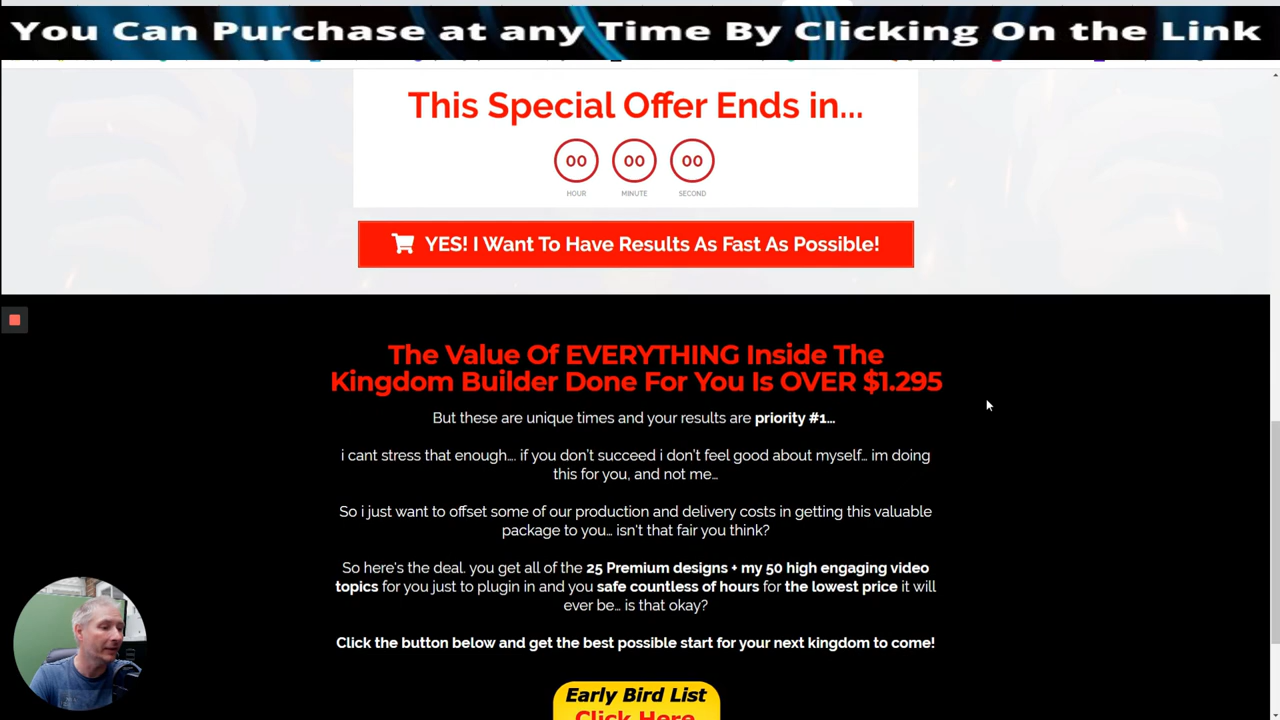 You Can Purchase at any Time By Clicking On the Link
This Special Offer Ends in...
00 00 00
HOUR MINUTE SECOND
YES! I Want To Have Results As Fast As Possible!
The Value Of EVERYTHING Inside The
Kingdom Builder Done For You Is OVER $1.295
But these are unique times and your results are priority #1...
i cant stress that enough.... if you don't succeed i don't feel good about myself... im doing
this for you, and not me...
So i just want to offset some of our production and delivery costs in getting this valuable
package to you... isn't that fair you think?
So here's the deal. you get all of the 25 Premium designs + my 50 high engaging video
topics for you just to plugin in and you safe countless of hours for the lowest price it will
ever be... is that okay?
Click the button below and get the best possible start for your next kingdom to come!
Early Bird List
Click Here